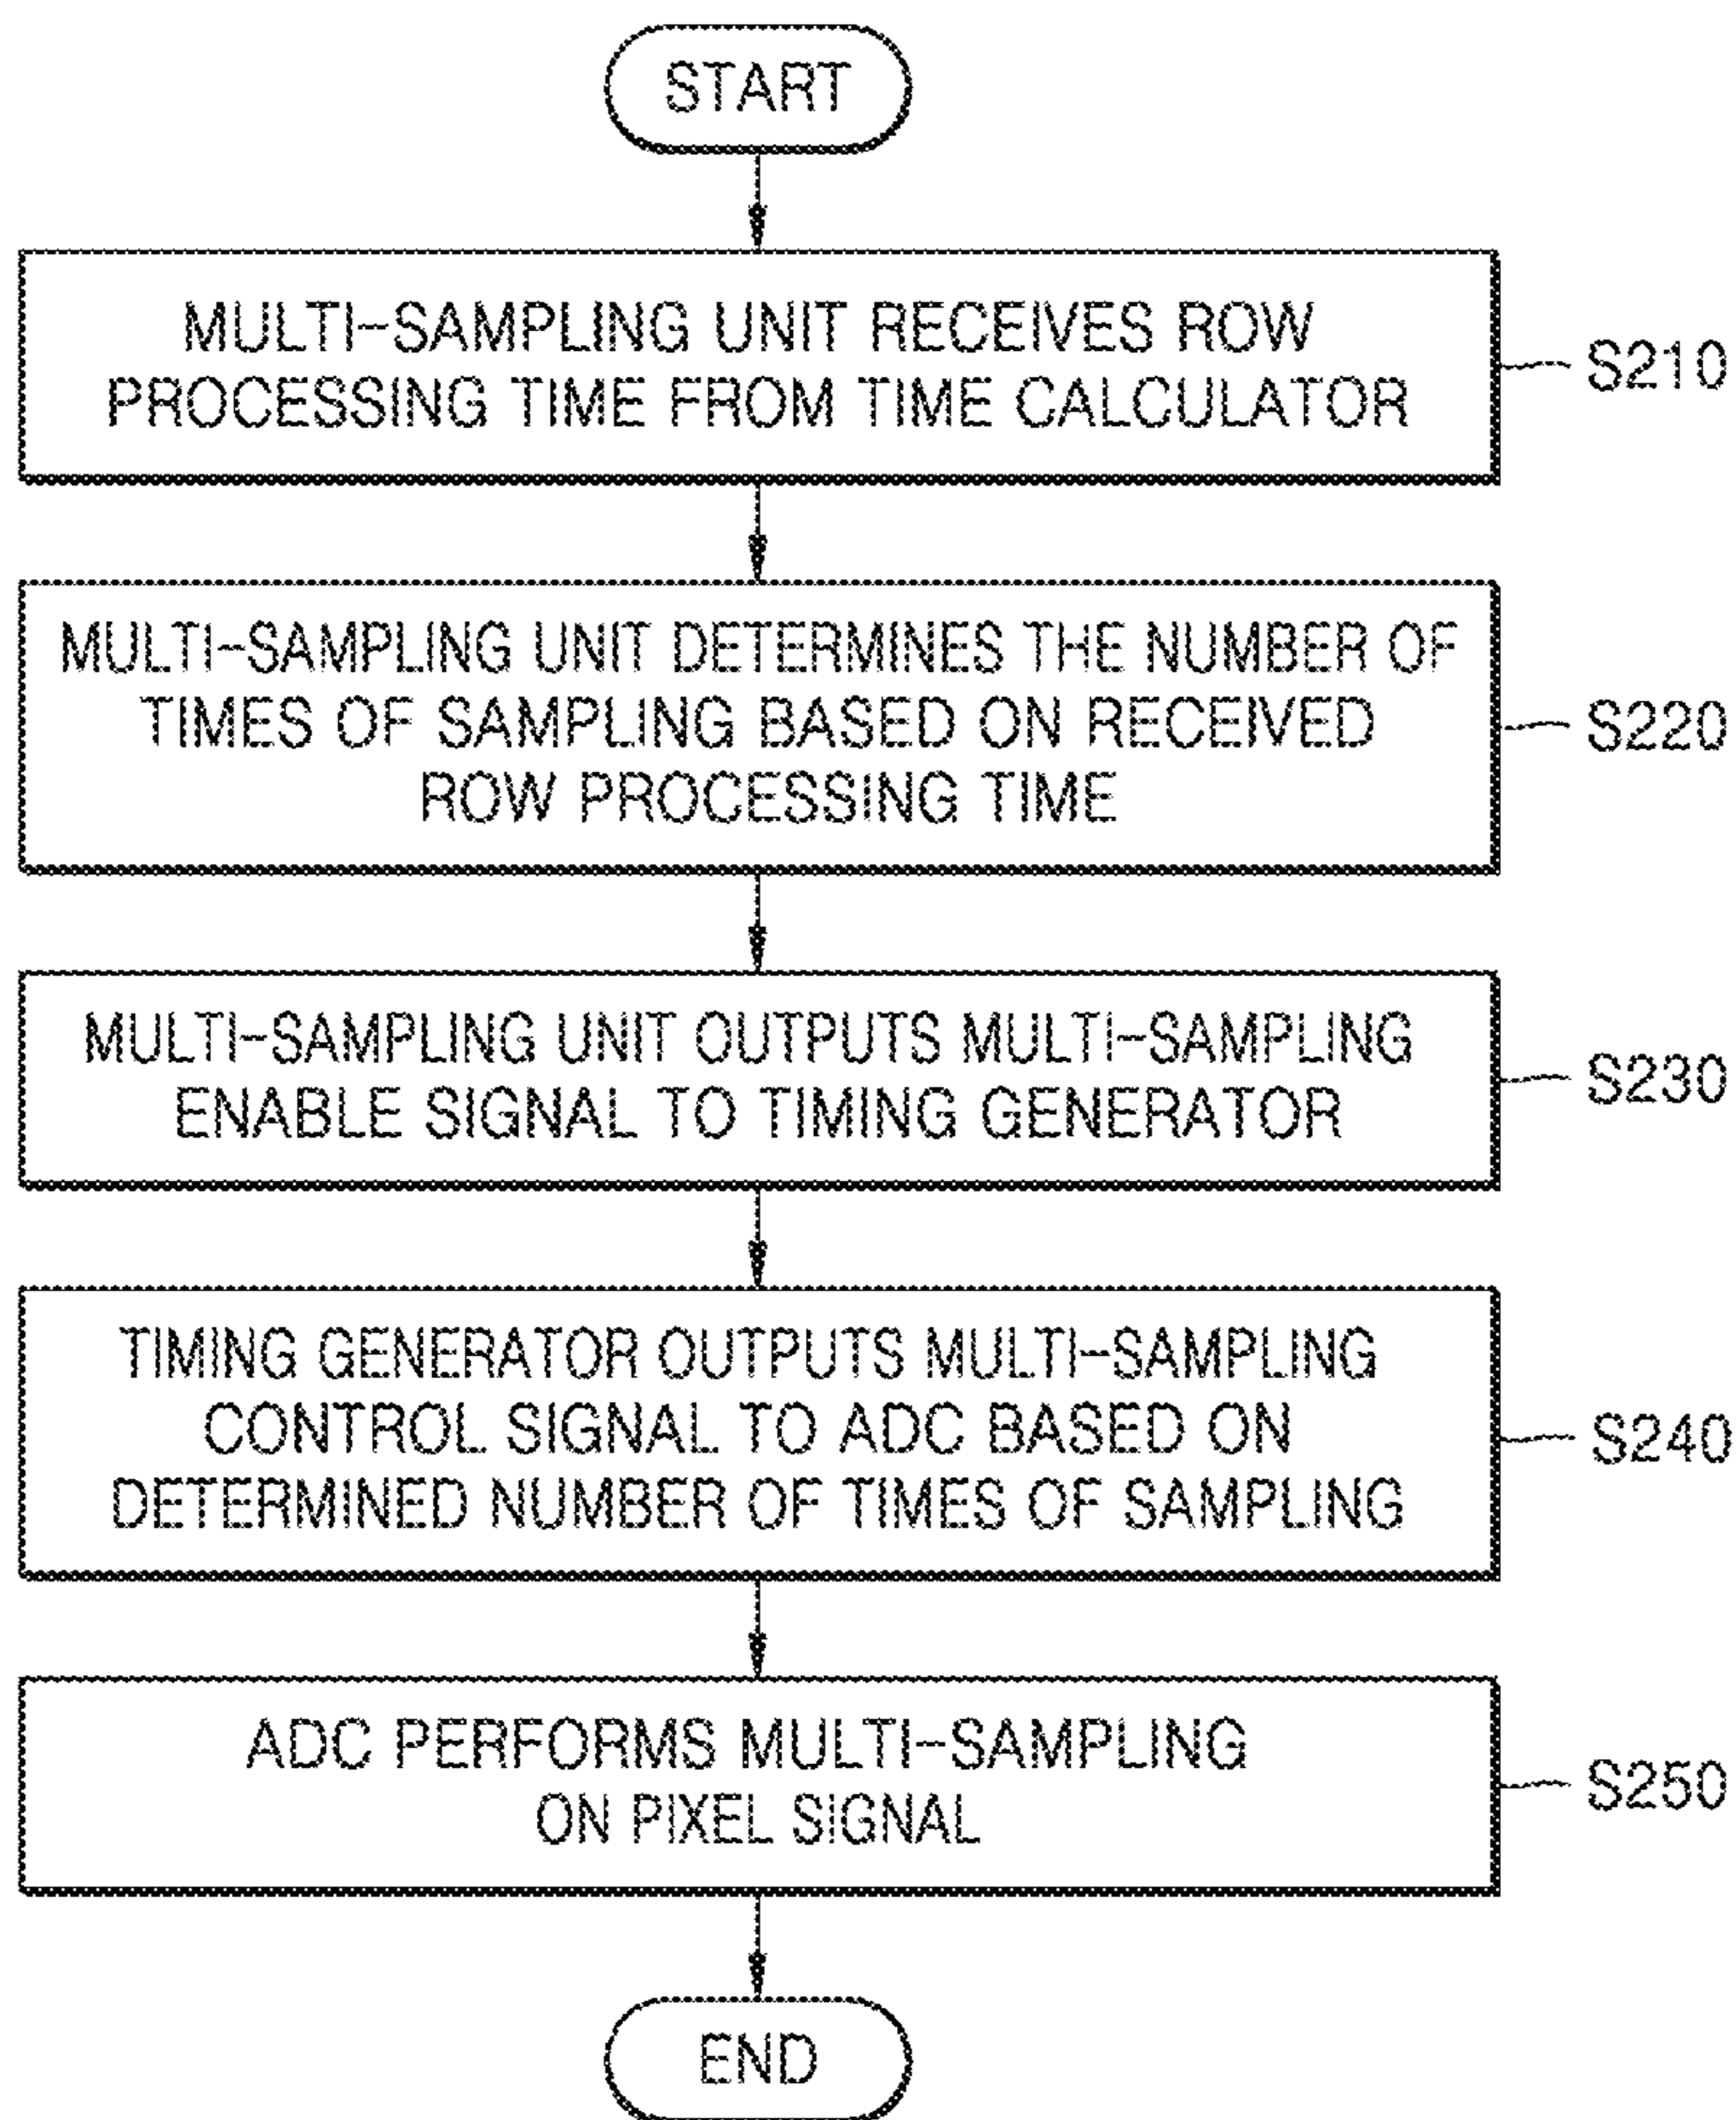 START
MULTI-SAMPLING UNIT RECEIVES ROW
PROCESSING TIME FROM TIME CALCULATOR
S210
MULTI-SAMPLING UNIT DETERMINES THE NUMBER OF
TIMES OF SAMPLING BASED ON RECEIVED
ROW PROCESSING TIME
S220
MULTI-SAMPLING UNIT OUTPUTS MULTI-SAMPLING
ENABLE SIGNAL TO TIMING GENERATOR
S230
TIMING GENERATOR OUTPUTS MULTI-SAMPLING
CONTROL SIGNAL TO ADC BASED ON
DETERMINED NUMBER OF TIMES OF SAMPLING
S240
ADC PERFORMS MULTI-SAMPLING
ON PIXEL SIGNAL
S250
END